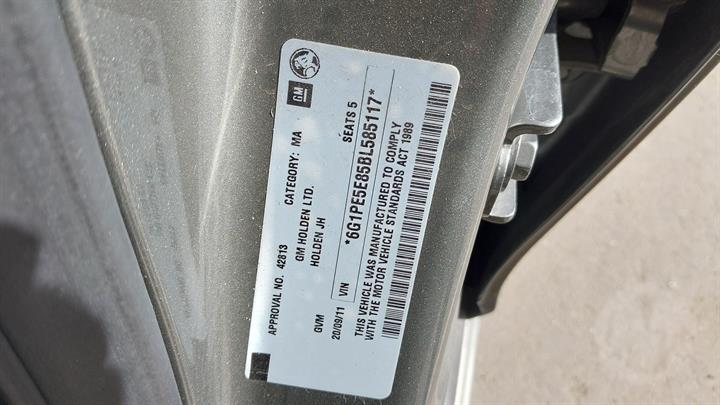 GM
APPROVAL NO. 42813 CATEGORY: MA
GM HOLDEN LTD.
HOLDEN JH
GVM SEATS 5
20/09/11 VIN *6G1PE5E85BL585117*
THIS VEHICLE WAS MANUFACTURED TO COMPLY
WITH THE MOTOR VEHICLE STANDARDS ACT 1989